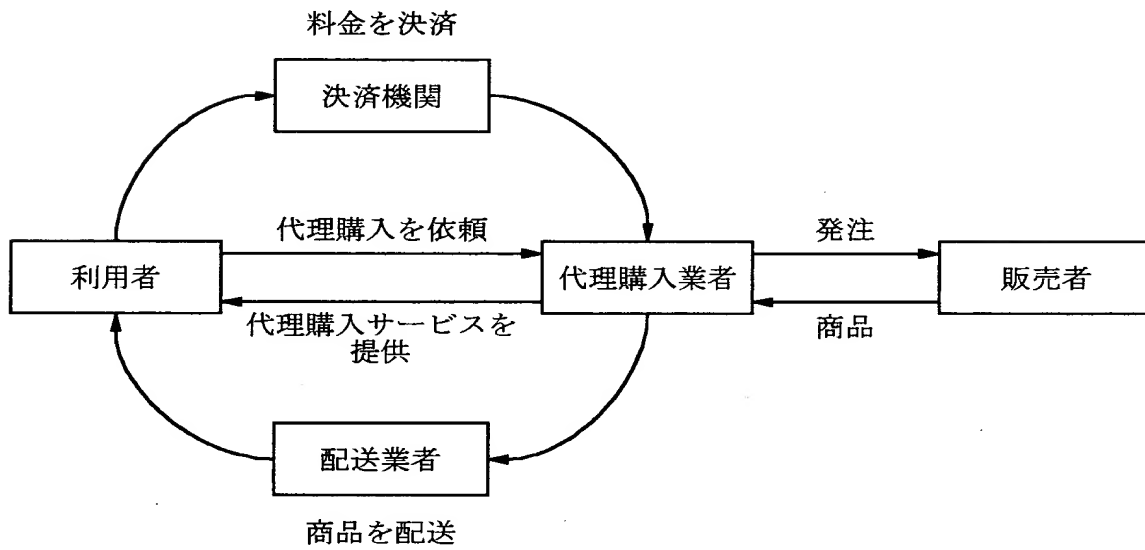 料金を決済
決済機関
代理購入を依頼
発注
利用者
代理購入業者
販売者
代理購入サービスを
提供
商品
配送業者
商品を配送